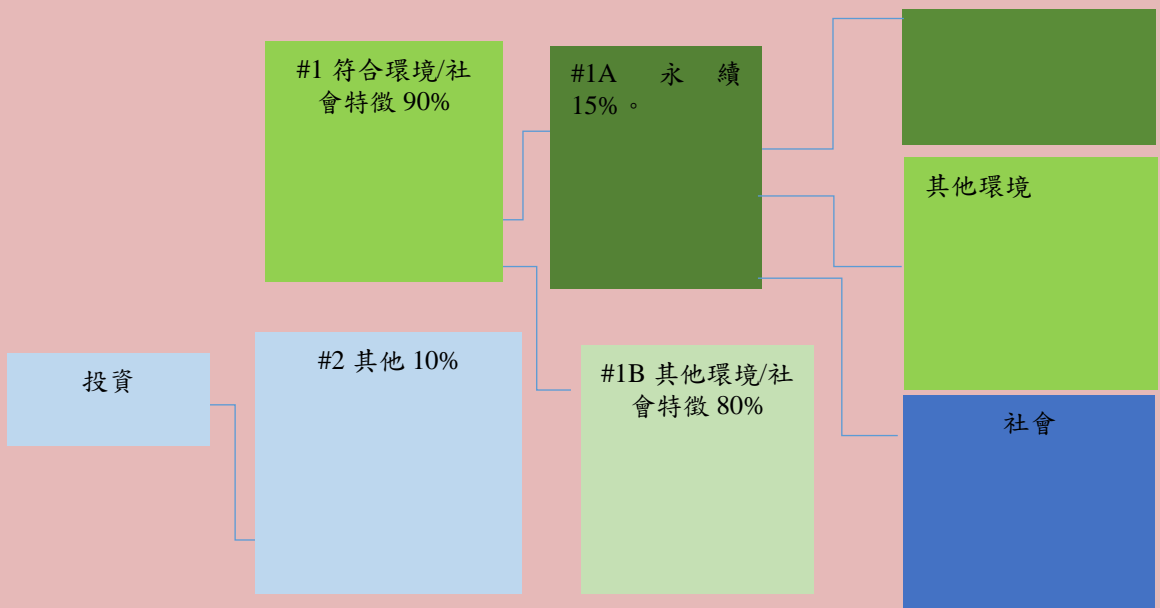 #1 符合環境/社
會特徵 90%
#1A 永續
15%。
其他環境
投資
#2 其他 10%
#1B 其他環境/社
會特徵 80%
社會